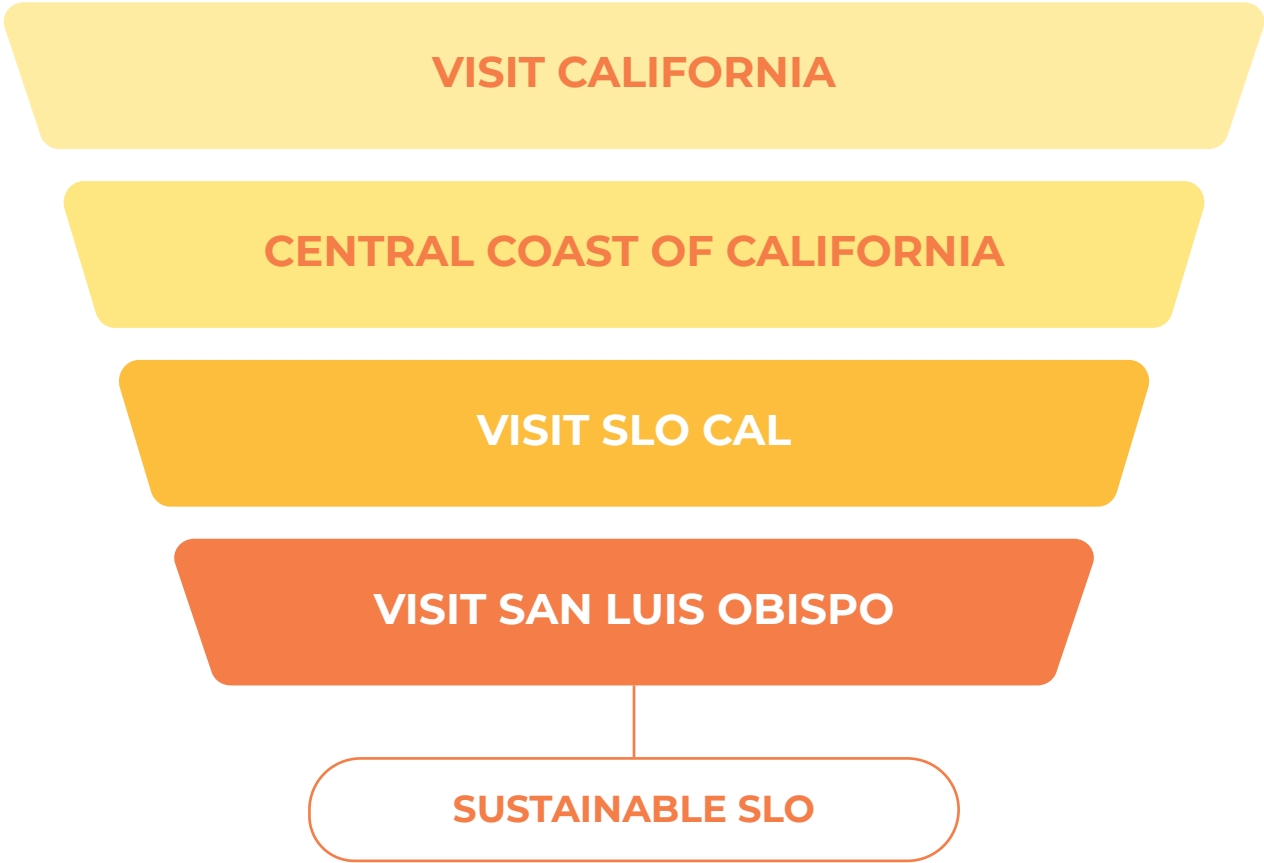 VISIT CALIFORNIA
CENTRAL COAST OF CALIFORNIA
VISIT SLO CAL
VISIT SAN LUIS OBISPO
SUSTAINABLE SLO